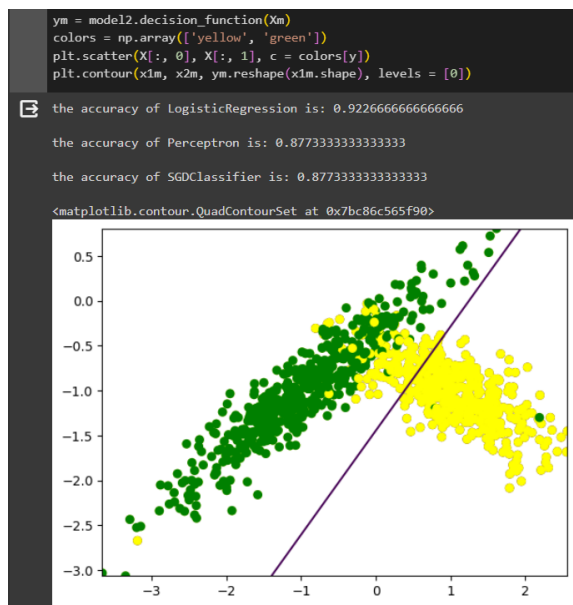 ym = model2.decision_function(Xm)
colors = np.array(['yellow', 'green'])
plt.scatter(X[:, 0], X[:, 1], c = colors[y])
plt.contour(x1m, x2m, ym.reshape(x1m.shape), levels = [0])
the accuracy of LogisticRegression is: 0.9226666666666666
the accuracy of Perceptron is: 0.8773333333333333
the accuracy of SGDClassifier is: 0.8773333333333333
<matplotlib.contour.QuadContourSet at 0x7bc86c565f90>
0.5
0.0
−0.5
−1.0
−1.5
−2.0
−2.5
−3.0
−3 −2 −1 0 1 2